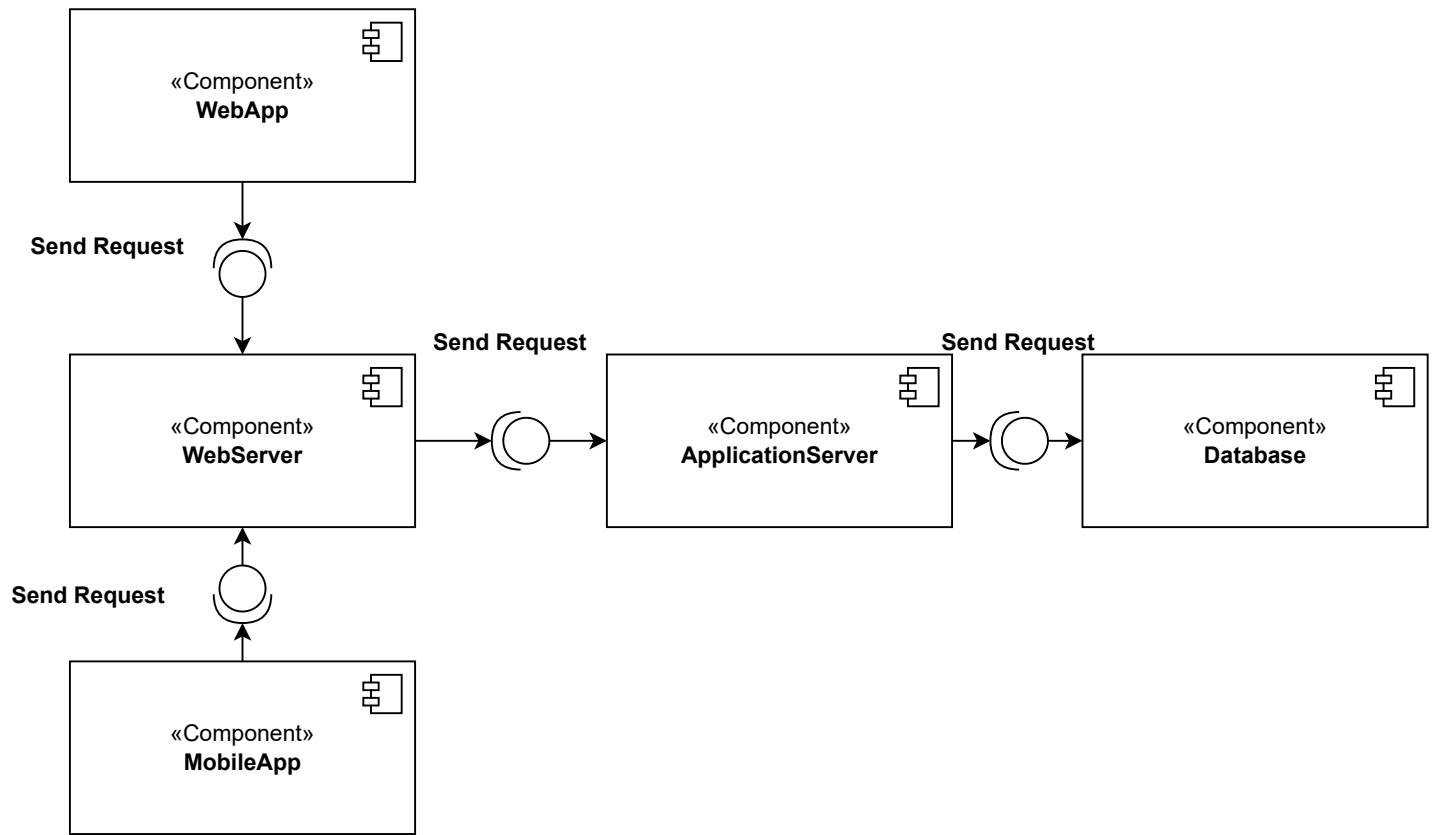 «Component»
WebApp
Send Request
Send Request
Send Request
«Component»
WebServer
«Component»
ApplicationServer
«Component»
Database
Send Request
«Component»
MobileApp